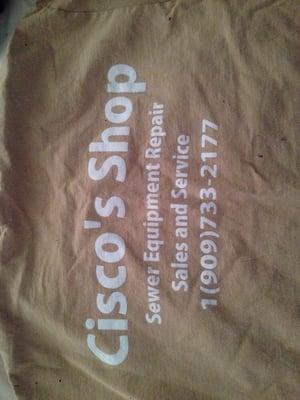 Cisco's Shop
Sewer Equipment Repair
Sales and Service
1(909)733-2177